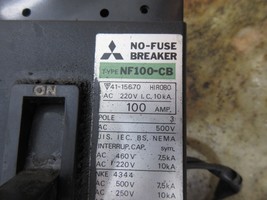 NO-FUSE
BREAKER
TYPE NF100-CB
▽41-15670 HIROBO
AC 220V I.C. 10kA.
100 AMP.
POLE 3
AC 500V
JIS, IEC, BS, NEMA
INTERRUP. CAP. sym.
AC 460V 7.5kA
AC 220V 10kA
NKE 4344
AC 500V 7.5kA
AC 250V 10kA
ON